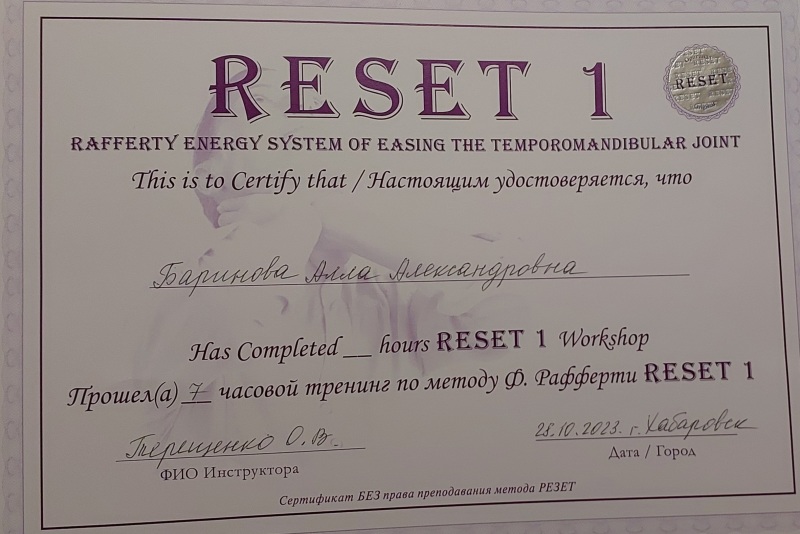 RESET 1
RESET
RAFFERTY ENERGY SYSTEM OF EASING THE TEMPOROMANDIBULAR JOINT
This is to Certify that / Настоящим удостоверяется, что
Баринова Алла Александровна
Has Completed __ hours RESET 1 Workshop
Прошел(а) 7 часовой тренинг по методу Ф. Рафферти RESET 1
Терещенко О.В.
28.10.2023. г. Хабаровск
ФИО Инструктора
Дата / Город
Сертификат БЕЗ права преподавания метода РЕЗЕТ